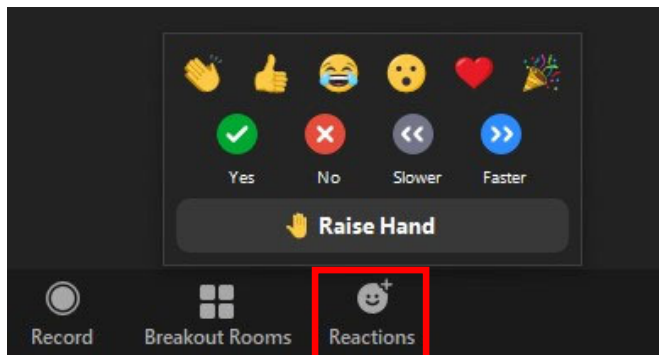 Yes No Slower Faster
Raise Hand
Record Breakout Rooms Reactions